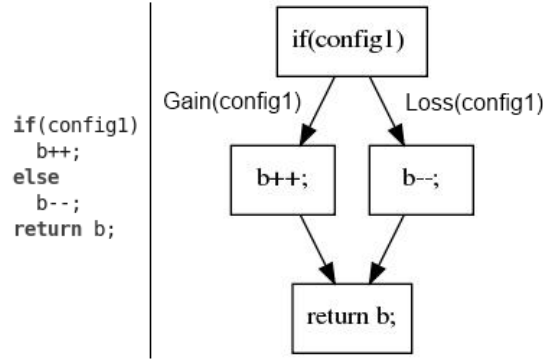 if(config1)
b++;
else
b--;
return b;
if(config1)
Gain(config1)
Loss(config1)
b++;
b--;
return b;